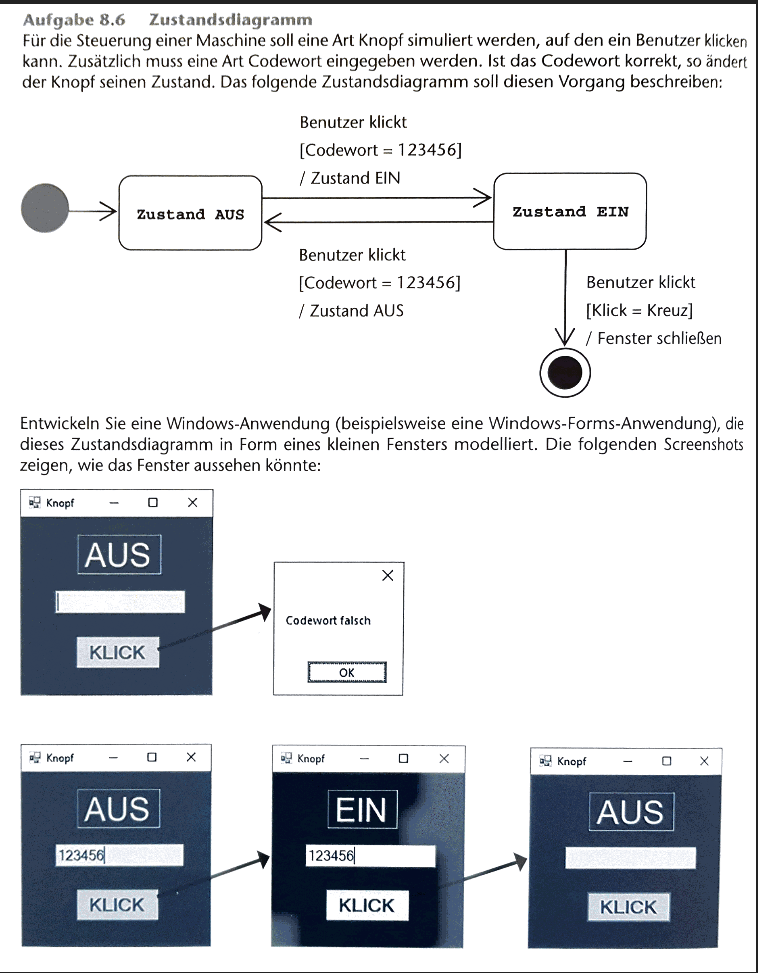 Aufgabe 8.6 Zustandsdiagramm
Für die Steuerung einer Maschine soll eine Art Knopf simuliert werden, auf den ein Benutzer klicken
kann. Zusätzlich muss eine Art Codewort eingegeben werden. Ist das Codewort korrekt, so ändert
der Knopf seinen Zustand. Das folgende Zustandsdiagramm soll diesen Vorgang beschreiben:
Benutzer klickt
[Codewort = 123456]
/ Zustand EIN
Zustand AUS
Zustand EIN
Benutzer klickt
[Codewort = 123456]
/ Zustand AUS
Benutzer klickt
[Klick = Kreuz]
/ Fenster schließen
Entwickeln Sie eine Windows-Anwendung (beispielsweise eine Windows-Forms-Anwendung), die
dieses Zustandsdiagramm in Form eines kleinen Fensters modelliert. Die folgenden Screenshots
zeigen, wie das Fenster aussehen könnte:
Knopf
AUS
KLICK
Codewort falsch
OK
Knopf
AUS
123456
KLICK
Knopf
EIN
123456
KLICK
Knopf
AUS
KLICK